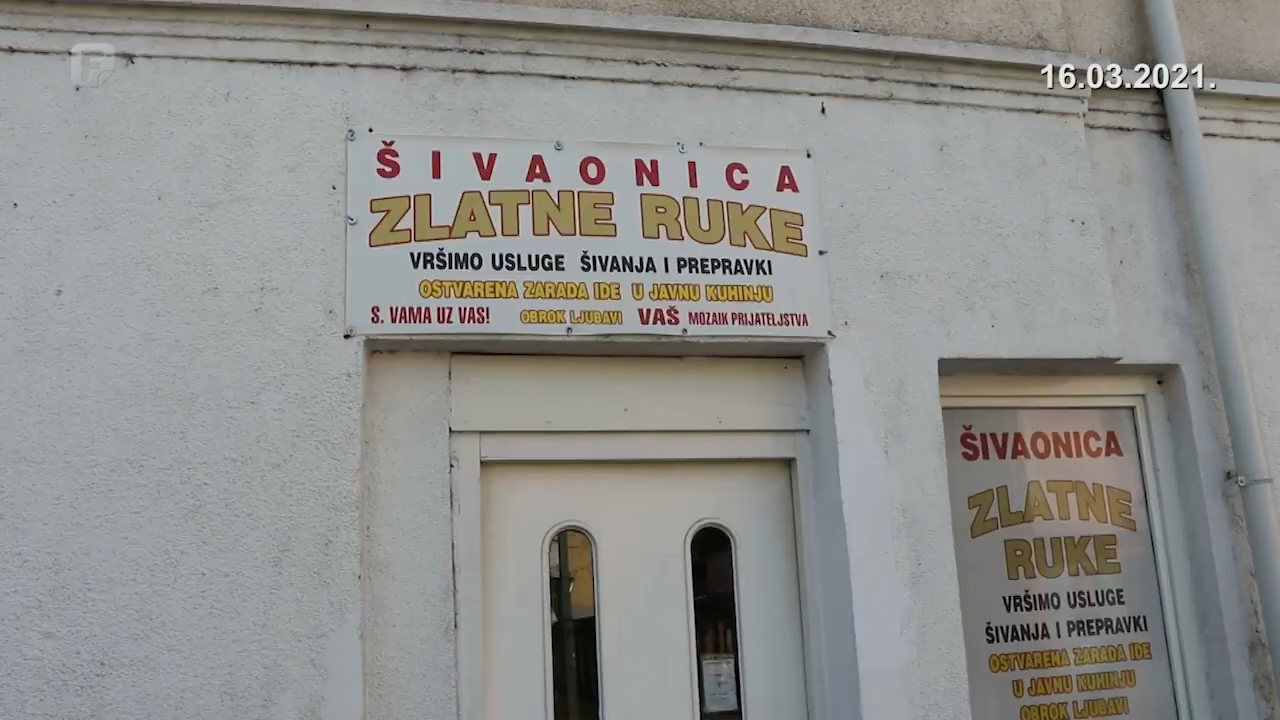 16.03.2021.
ŠIVAONICA
ZLATNE RUKE
VRŠIMO USLUGE ŠIVANJA I PREPRAVKI
OSTVARENA ZARADA IDE U JAVNU KUHINJU
S. VAMA UZ VAS! OBROK LJUBAVI VAŠ MOZAIK PRIJATELJSTVA
ŠIVAONICA
ZLATNE
RUKE
VRŠIMO USLUGE
ŠIVANJA I PREPRAVKI
OSTVARENA ZARADA IDE
U JAVNU KUHINJU
OBROK LJUBAVI